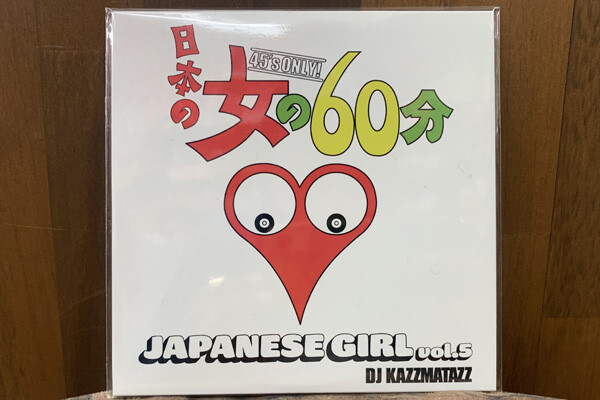 日本の
女の60分
45'S ONLY!
JAPANESE GIRL vol.5
DJ KAZZMATAZZ